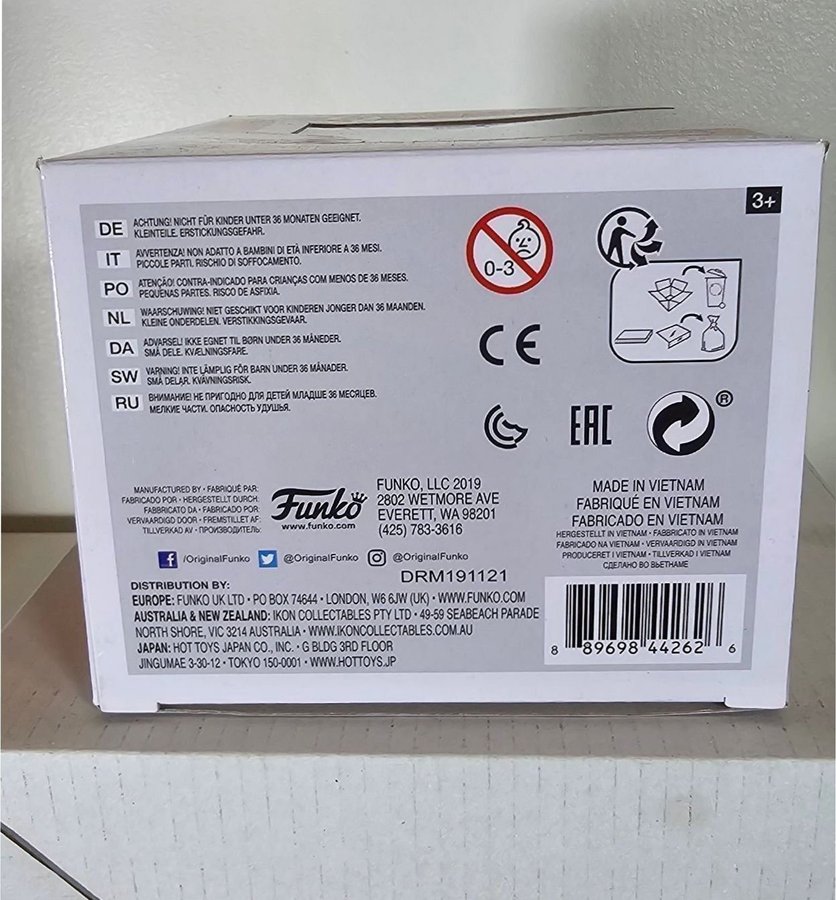 3+
DE ACHTUNG! NICHT FÜR KINDER UNTER 36 MONATEN GEEIGNET.
KLEINTEILE. ERSTICKUNGSGEFAHR.
IT AVVERTENZA! NON ADATTO A BAMBINI DI ETÀ INFERIORE A 36 MESI.
PICCOLE PARTI. RISCHIO DI SOFFOCAMENTO.
PO ATENÇÃO! CONTRA-INDICADO PARA CRIANÇAS COM MENOS DE 36 MESES.
PEQUENAS PARTES. RISCO DE ASFIXIA.
NL WAARSCHUWING! NIET GESCHIKT VOOR KINDEREN JONGER DAN 36 MAANDEN.
KLEINE ONDERDELEN. VERSTIKKINGSGEVAAR.
DA ADVARSEL! IKKE EGNET TIL BØRN UNDER 36 MÅNEDER.
SMÅ DELE. KVÆLNINGSFARE.
SW VARNING! INTE LÄMPLIG FÖR BARN UNDER 36 MÅNADER.
SMÅ DELAR. KVÄVNINGSRISK.
RU ВНИМАНИЕ! НЕ ПРИГОДНО ДЛЯ ДЕТЕЙ МЛАДШЕ 36 МЕСЯЦЕВ.
МЕЛКИЕ ЧАСТИ. ОПАСНОСТЬ УДУШЬЯ.
0-3
CE
EAC
®
MANUFACTURED BY • FABRIQUÉ PAR:
FABRICADO POR • HERGESTELLT DURCH:
FABBRICATO DA • FABRICADO POR:
VERVAARDIGD DOOR • FREMSTILLET AF:
TILLVERKAD AV • ПРОИЗВОДИТЕЛЬ:
Funko
www.funko.com
FUNKO, LLC 2019
2802 WETMORE AVE
EVERETT, WA 98201
(425) 783-3616
MADE IN VIETNAM
FABRIQUÉ EN VIETNAM
FABRICADO EN VIETNAM
HERGESTELLT IN VIETNAM • FABBRICATO IN VIETNAM
FABRICADO NA VIETNAM • VERVAARDIGD IN VIETNAM
PRODUCERET I VIETNAM • TILLVERKAD I VIETNAM
СДЕЛАНО ВО ВЬЕТНАМЕ
f /OriginalFunko @OriginalFunko @OriginalFunko
DRM191121
DISTRIBUTION BY:
EUROPE: FUNKO UK LTD • PO BOX 74644 • LONDON, W6 6JW (UK) • WWW.FUNKO.COM
AUSTRALIA & NEW ZEALAND: IKON COLLECTABLES PTY LTD • 49-59 SEABEACH PARADE
NORTH SHORE, VIC 3214 AUSTRALIA • WWW.IKONCOLLECTABLES.COM.AU
JAPAN: HOT TOYS JAPAN CO., INC. • G BLDG 3RD FLOOR
JINGUMAE 3-30-12 • TOKYO 150-0001 • WWW.HOTTOYS.JP
8 89698 44262 6